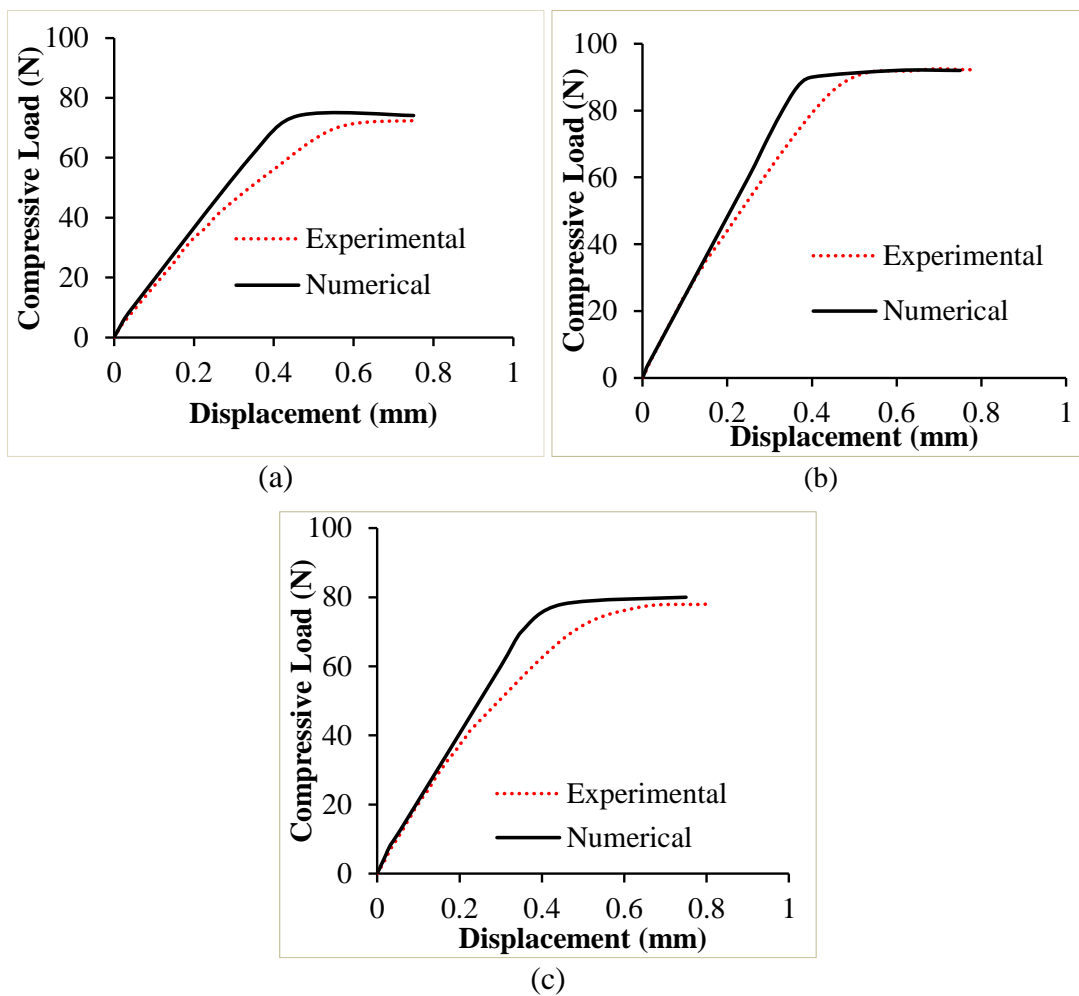 100
80
60
40
20
0
Compressive Load (N)
Experimental
Numerical
0 0.2 0.4 0.6 0.8 1
Displacement (mm)
(a)
100
80
60
40
20
0
Compressive Load (N)
Experimental
Numerical
0 0.2 0.4 0.6 0.8 1
Displacement (mm)
(b)
100
80
60
40
20
0
Compressive Load (N)
Experimental
Numerical
0 0.2 0.4 0.6 0.8 1
Displacement (mm)
(c)